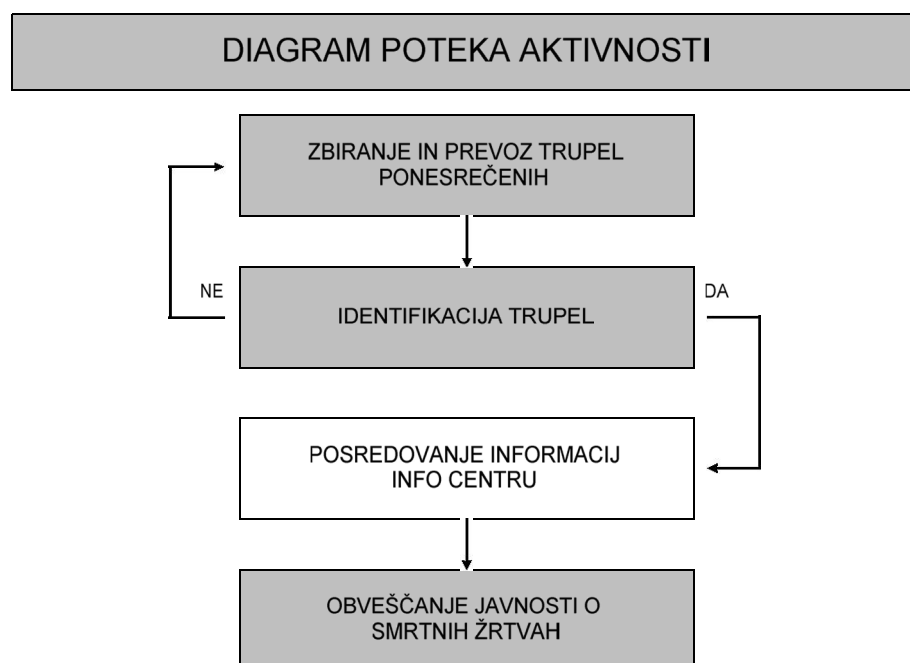 DIAGRAM POTEKA AKTIVNOSTI
ZBIRANJE IN PREVOZ TRUPEL
PONESREČENIH
NE
IDENTIFIKACIJA TRUPEL
DA
POSREDOVANJE INFORMACIJ
INFO CENTRU
OBVEŠČANJE JAVNOSTI O
SMRTNIH ŽRTVAH